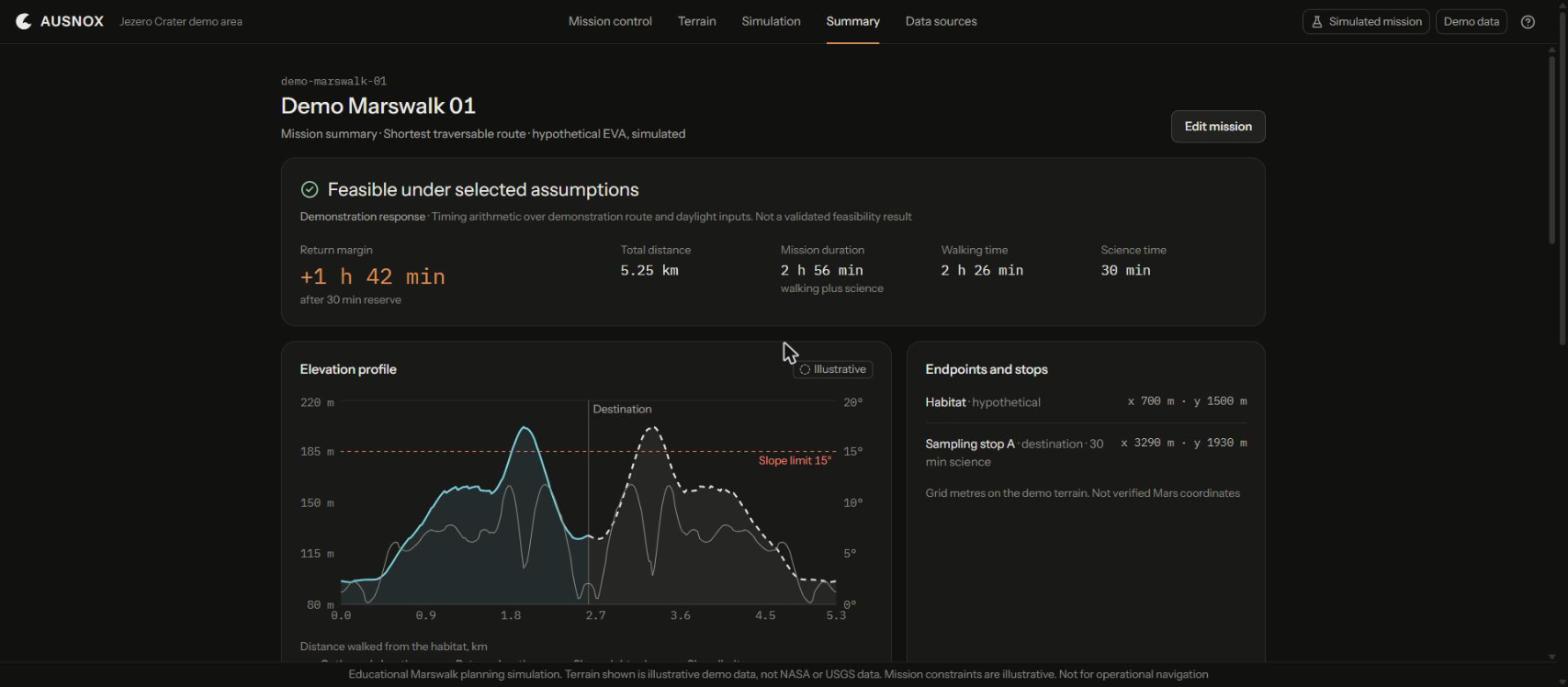 AUSNOX Jezero Crater demo area Mission control Terrain Simulation Summary Data sources Simulated mission Demo data
demo-marswalk-01
Demo Marswalk 01
Mission summary · Shortest traversable route · hypothetical EVA, simulated
Edit mission
Feasible under selected assumptions
Demonstration response · Timing arithmetic over demonstration route and daylight inputs. Not a validated feasibility result
Return margin Total distance Mission duration Walking time Science time
+1 h 42 min 5.25 km 2 h 56 min 2 h 26 min 30 min
after 30 min reserve walking plus science
Elevation profile Illustrative
220 m Destination 20°
185 m Slope limit 15° 15°
150 m 10°
115 m 5°
80 m 0°
0.0 0.9 1.8 2.7 3.6 4.5 5.3
Distance walked from the habitat, km
Endpoints and stops
Habitat · hypothetical x 700 m · y 1500 m
Sampling stop A · destination · 30 x 3290 m · y 1930 m
min science
Grid metres on the demo terrain. Not verified Mars coordinates
Educational Marswalk planning simulation. Terrain shown is illustrative demo data, not NASA or USGS data. Mission constraints are illustrative. Not for operational navigation